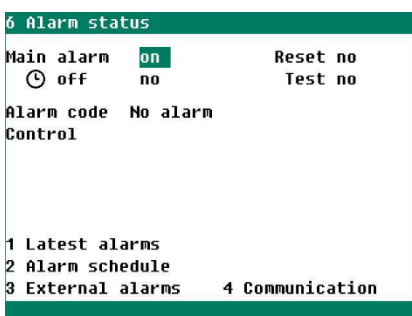 6 Alarm status
Main alarm on Reset no
off no Test no
Alarm code No alarm
Control
1 Latest alarms
2 Alarm schedule
3 External alarms 4 Communication